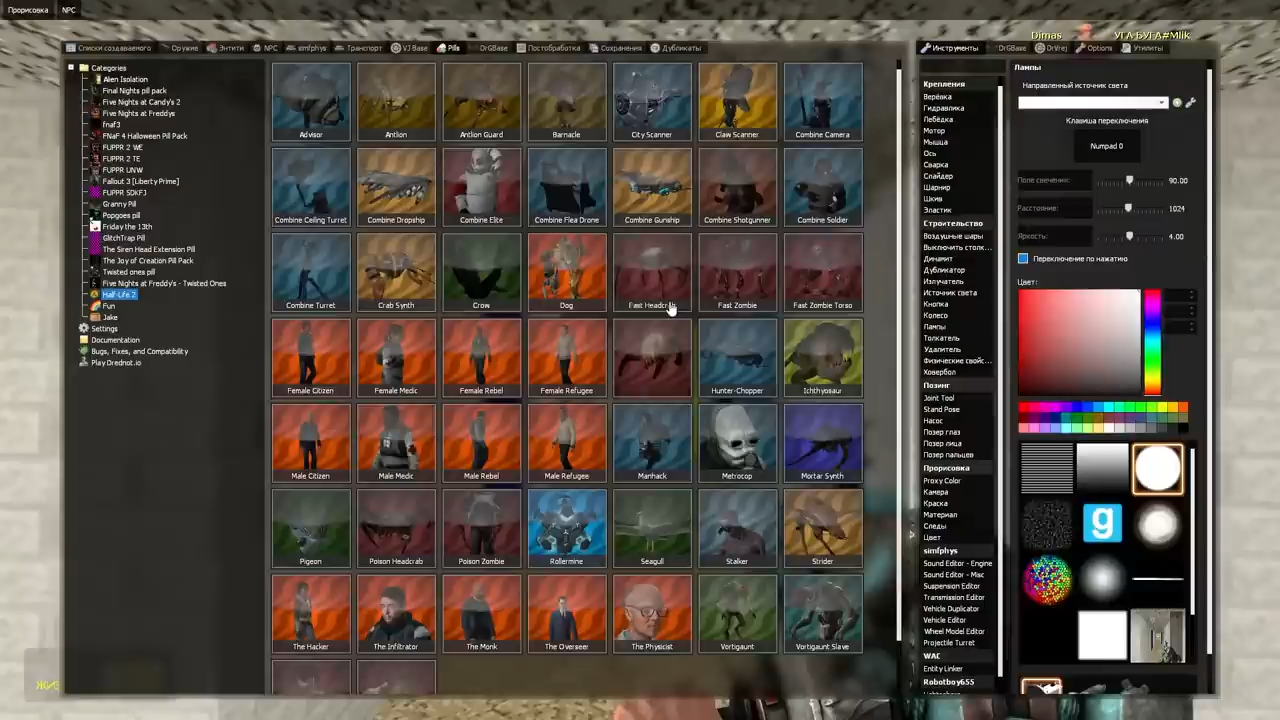 Прорисовка NPC
Dimas УГА-БУГА#Mlik
Списки создаваемого Оружие Энтити NPC simfphys Транспорт VJ Base Pills DrGBase Постобработка Сохранения Дубликаты
Инструменты DrGBase DrVrej Options Утилиты
Categories
Alien Isolation
Final Nights pill pack
Five Nights at Candy's 2
Five Nights at Freddys
fnaf3
FNaF 4 Halloween Pill Pack
FUPPR 2 WE
FUPPR 2 TE
FUPPR UNW
Fallout 3 [Liberty Prime]
FUPPR SDKFJ
Granny Pill
Popgoes pill
Friday the 13th
GlitchTrap Pill
The Siren Head Extension Pill
The Joy of Creation Pill Pack
Twisted ones pill
Five Nights at Freddy's - Twisted Ones
Half-Life 2
Fun
Jake
Settings
Documentation
Bugs, Fixes, and Compatibility
Play Drednot.io
Advisor Antlion Antlion Guard Barnacle City Scanner Claw Scanner Combine Camera
Combine Ceiling Turret Combine Dropship Combine Elite Combine Flea Drone Combine Gunship Combine Shotgunner Combine Soldier
Combine Turret Crab Synth Crow Dog Fast Headcrab Fast Zombie Fast Zombie Torso
Female Citizen Female Medic Female Rebel Female Refugee Hunter-Chopper Ichthyosaur
Male Citizen Male Medic Male Rebel Male Refugee Manhack Metrocop Mortar Synth
Pigeon Poison Headcrab Poison Zombie Rollermine Seagull Stalker Strider
The Hacker The Infiltrator The Monk The Overseer The Physicist Vortigaunt Vortigaunt Slave
Крепления
Верёвка
Гидравлика
Лебёдка
Мотор
Мышца
Ось
Сварка
Слайдер
Шарнир
Шкив
Эластик
Строительство
Воздушные шары
Выключить столк...
Динамит
Дубликатор
Излучатель
Источник света
Кнопка
Колесо
Лампы
Толкатель
Удалитель
Физические свойс...
Ховербол
Позинг
Joint Tool
Stand Pose
Насос
Позер глаз
Позер лица
Позер пальцев
Прорисовка
Proxy Color
Камера
Краска
Материал
Следы
Цвет
simfphys
Sound Editor - Engine
Sound Editor - Misc
Suspension Editor
Transmission Editor
Vehicle Duplicator
Vehicle Editor
Wheel Model Editor
Projectile Turret
WAC
Entity Linker
Robotboy655
Лампы
Направленный источник света
Клавиша переключения
Numpad 0
Поле свечения: 90.00
Расстояние: 1024
Яркость: 4.00
Переключение по нажатию
Цвет:
g